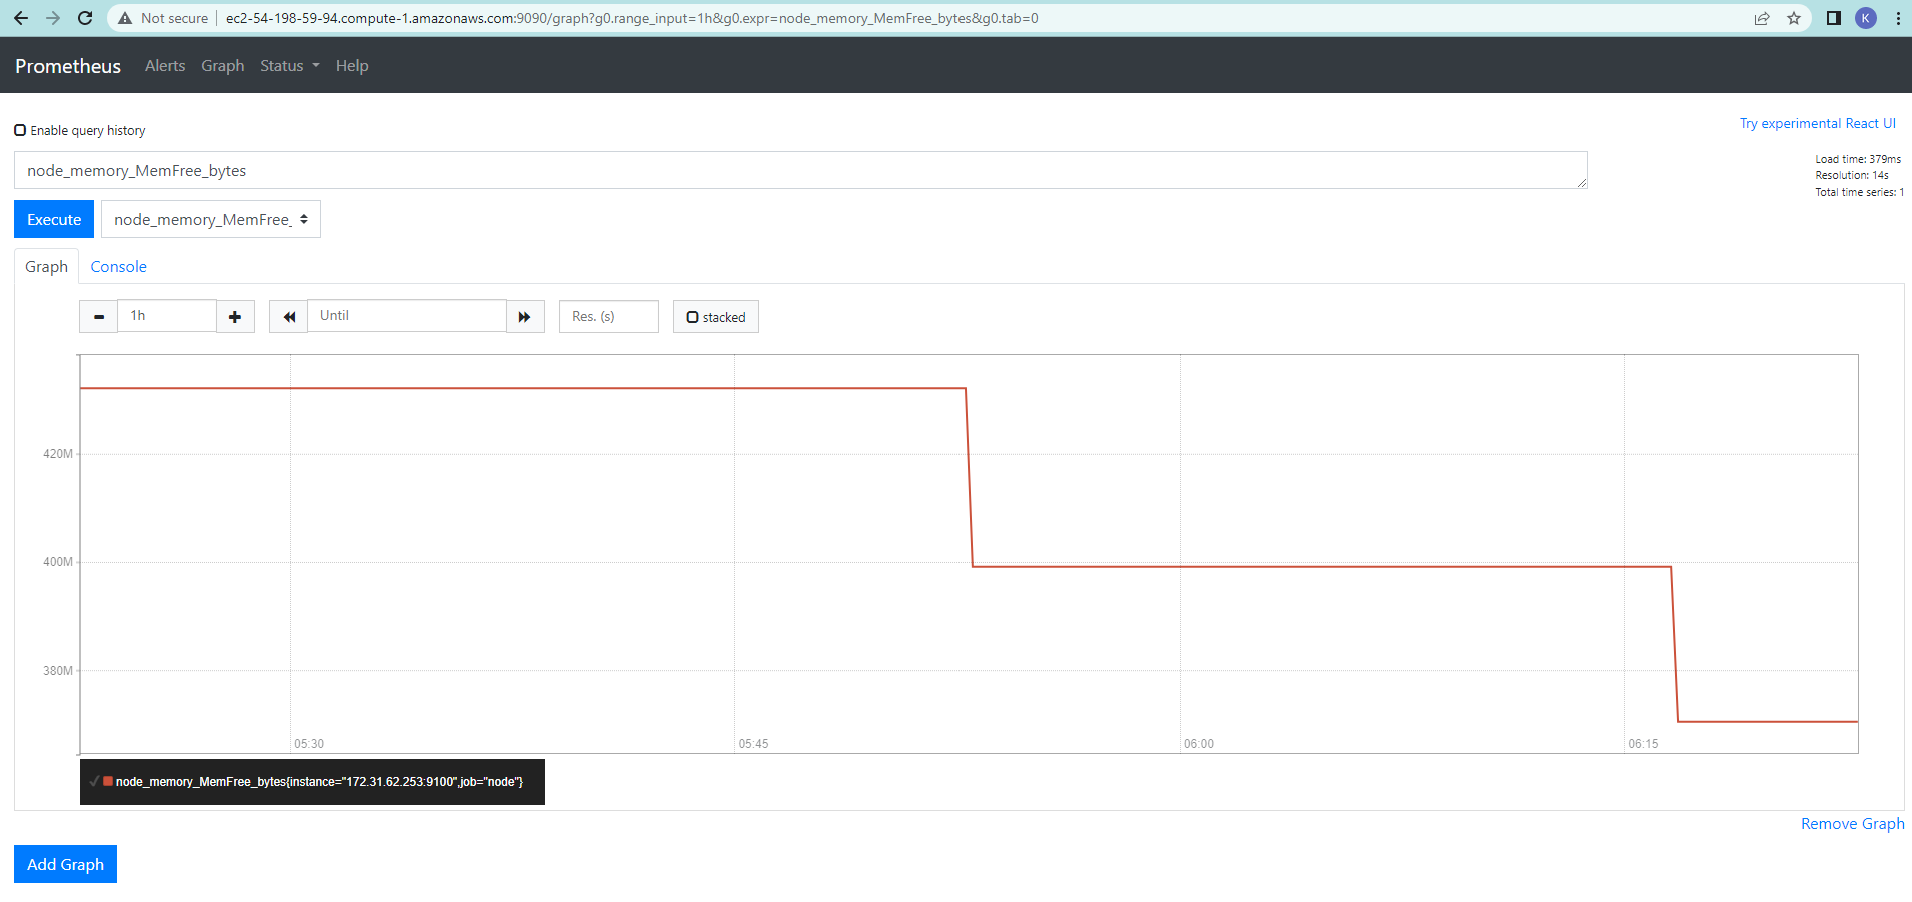 Not secure ec2-54-198-59-94.compute-1.amazonaws.com:9090/graph?g0.range_input=1h&g0.expr=node_memory_MemFree_bytes&g0.tab=0 K
Prometheus Alerts Graph Status Help
Enable query history
Try experimental React UI
node_memory_MemFree_bytes
Load time: 379ms
Resolution: 14s
Total time series: 1
Execute node_memory_MemFree_
Graph Console
1h Until Res. (s) stacked
420M
400M
380M
05:30 05:45 06:00 06:15
node_memory_MemFree_bytes{instance="172.31.62.253:9100",job="node"}
Remove Graph
Add Graph